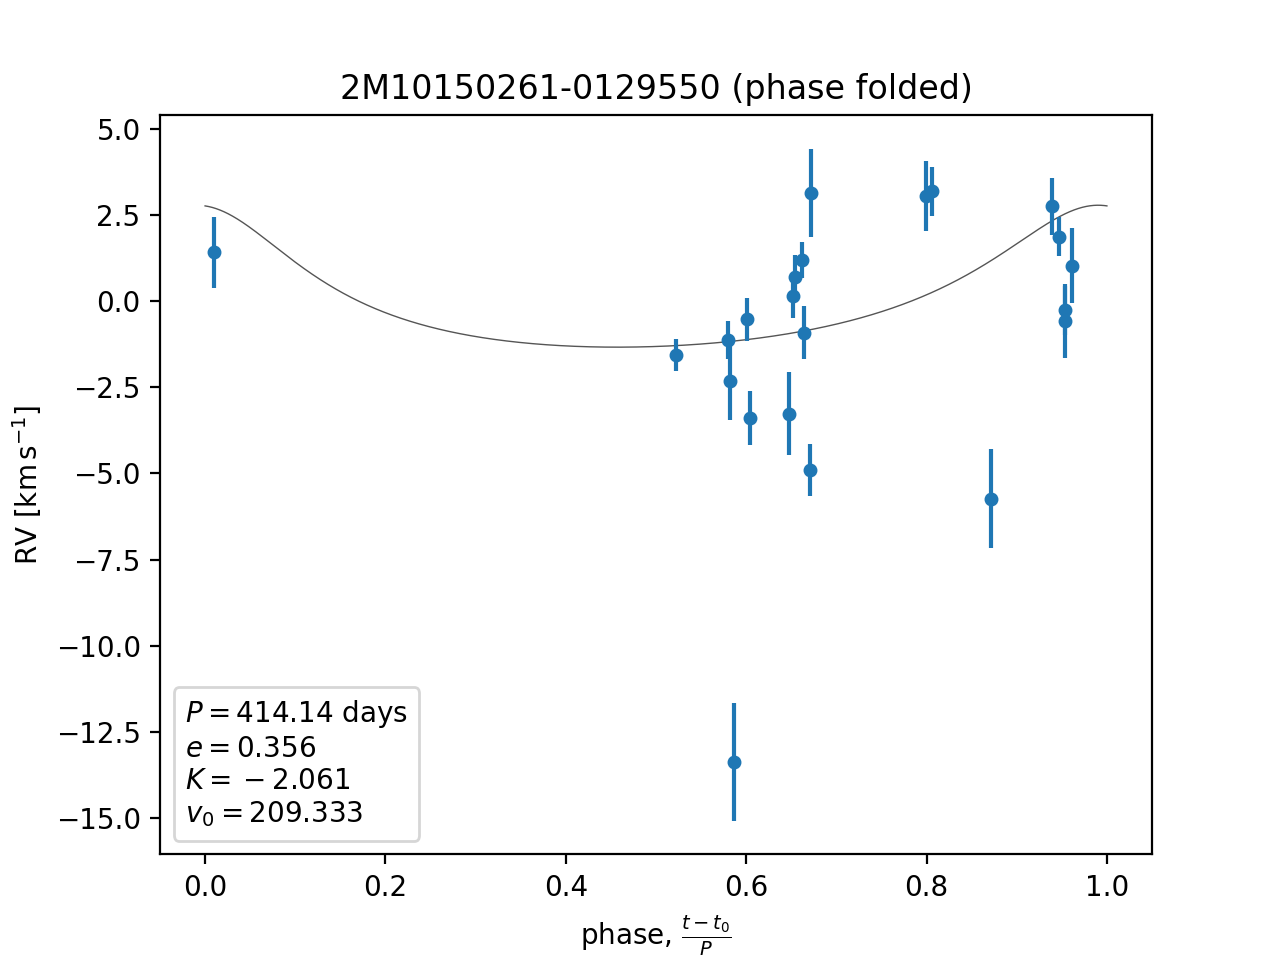 2M10150261-0129550 (phase folded)
5.0
2.5
0.0
−2.5
−5.0
−7.5
−10.0
−12.5
−15.0
RV [km s⁻¹]
P = 414.14 days
e = 0.356
K = −2.061
v₀ = 209.333
0.0 0.2 0.4 0.6 0.8 1.0
phase, (t − t₀)/P